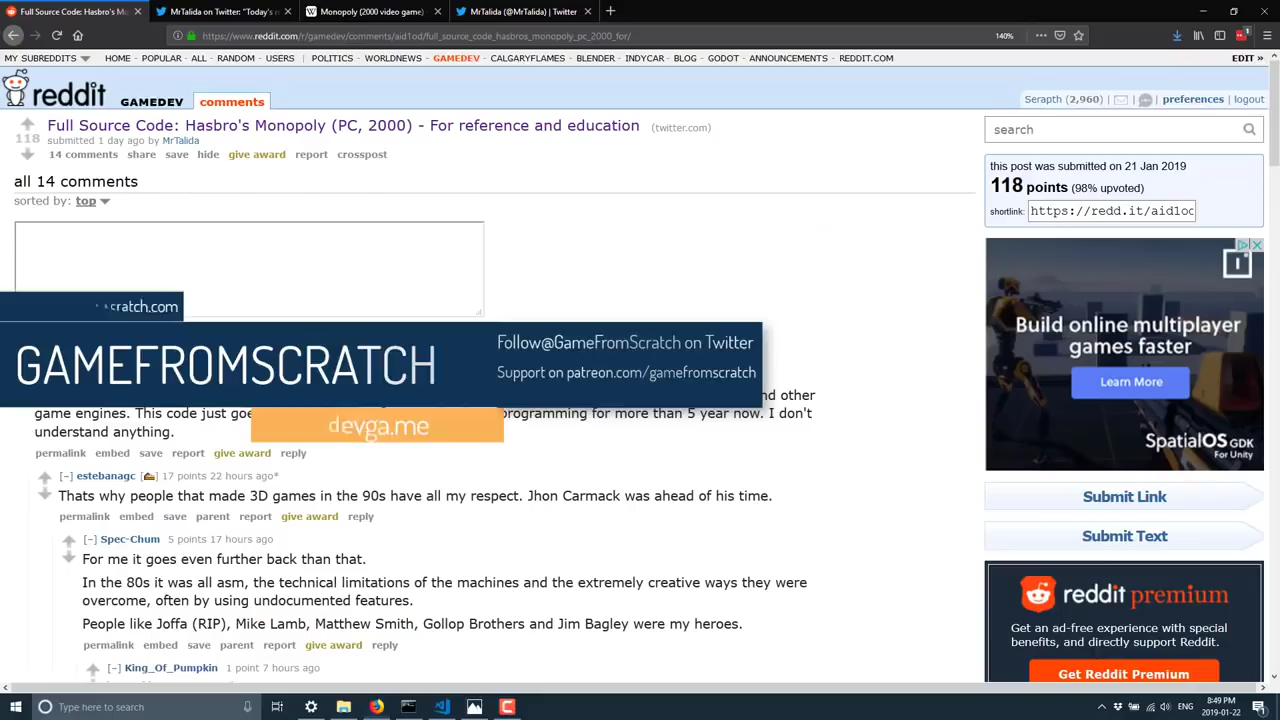 Full Source Code: Hasbro's Mo
MrTalida on Twitter: "Today's r
Monopoly (2000 video game)
MrTalida (@MrTalida) | Twitter
https://www.reddit.com/r/gamedev/comments/aid1od/full_source_code_hasbros_monopoly_pc_2000_for/
140%
MY SUBREDDITS HOME - POPULAR - ALL - RANDOM - USERS | POLITICS - WORLDNEWS - GAMEDEV - CALGARYFLAMES - BLENDER - INDYCAR - BLOG - GODOT - ANNOUNCEMENTS - REDDIT.COM EDIT »
reddit GAMEDEV comments
Serapth (2,960) | | | preferences | logout
118
Full Source Code: Hasbro's Monopoly (PC, 2000) - For reference and education (twitter.com)
submitted 1 day ago by MrTalida
14 comments share save hide give award report crosspost
all 14 comments
sorted by: top
scratch.com
GAMEFROMSCRATCH
Follow@GameFromScratch on Twitter
Support on patreon.com/gamefromscratch
devga.me
nd other
game engines. This code just goe
programming for more than 5 year now. I don't
understand anything.
permalink embed save report give award reply
[–] estebanagc 17 points 22 hours ago*
Thats why people that made 3D games in the 90s have all my respect. Jhon Carmack was ahead of his time.
permalink embed save parent report give award reply
[–] Spec-Chum 5 points 17 hours ago
For me it goes even further back than that.
In the 80s it was all asm, the technical limitations of the machines and the extremely creative ways they were
overcome, often by using undocumented features.
People like Joffa (RIP), Mike Lamb, Matthew Smith, Gollop Brothers and Jim Bagley were my heroes.
permalink embed save parent report give award reply
[–] King_Of_Pumpkin 1 point 7 hours ago
search
this post was submitted on 21 Jan 2019
118 points (98% upvoted)
shortlink: https://redd.it/aid1oc
Build online multiplayer
games faster
Learn More
SpatialOS GDK
For Unity
Submit Link
Submit Text
reddit premium
Get an ad-free experience with special
benefits, and directly support Reddit.
Get Reddit Premium
Type here to search
8:49 PM
2019-01-22